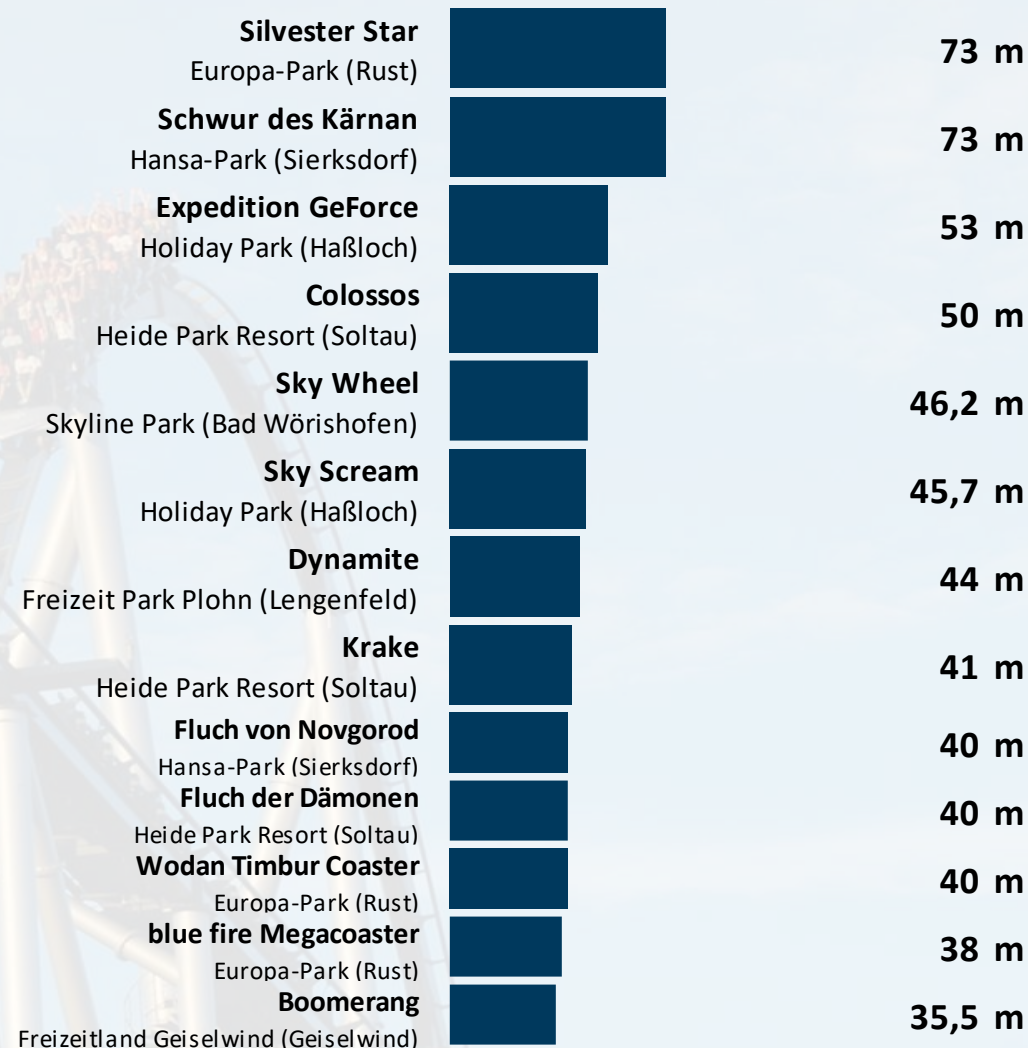 Silvester Star
Europa-Park (Rust)
73 m
Schwur des Kärnan
Hansa-Park (Sierksdorf)
73 m
Expedition GeForce
Holiday Park (Haßloch)
53 m
Colossos
Heide Park Resort (Soltau)
50 m
Sky Wheel
Skyline Park (Bad Wörishofen)
46,2 m
Sky Scream
Holiday Park (Haßloch)
45,7 m
Dynamite
Freizeit Park Plohn (Lengenfeld)
44 m
Krake
Heide Park Resort (Soltau)
41 m
Fluch von Novgorod
Hansa-Park (Sierksdorf)
40 m
Fluch der Dämonen
Heide Park Resort (Soltau)
40 m
Wodan Timbur Coaster
Europa-Park (Rust)
40 m
blue fire Megacoaster
Europa-Park (Rust)
38 m
Boomerang
Freizeitland Geiselwind (Geiselwind)
35,5 m